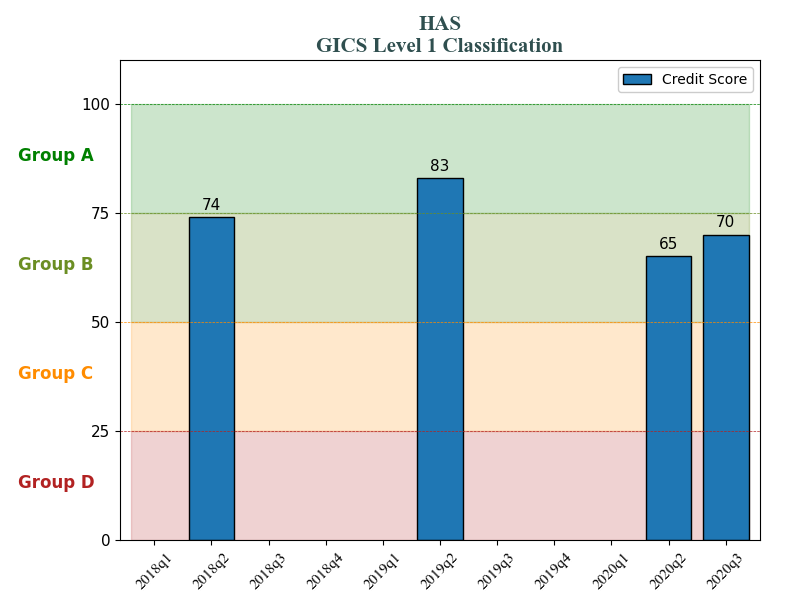 HAS
GICS Level 1 Classification
Credit Score
100
Group A
83
74
75
70
Group B
65
50
Group C
25
Group D
0
2018q1 2018q2 2018q3 2018q4 2019q1 2019q2 2019q3 2019q4 2020q1 2020q2 2020q3